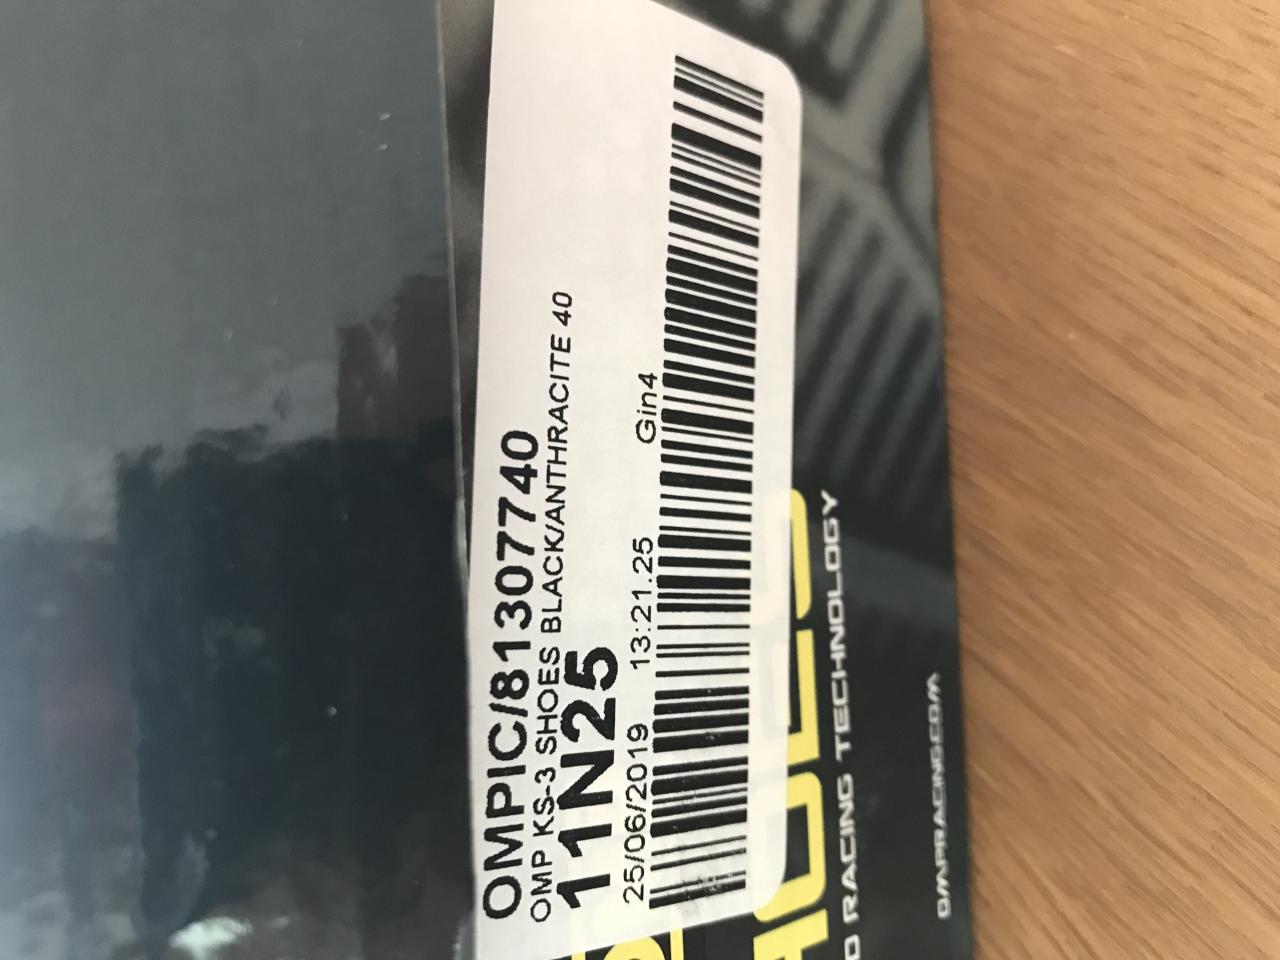 OMPIC/81307740
OMP KS-3 SHOES BLACK/ANTHRACITE 40
11N25
25/06/2019 13:21.25 Gin4
RACING TECHNOLOGY
OMPRACING.COM